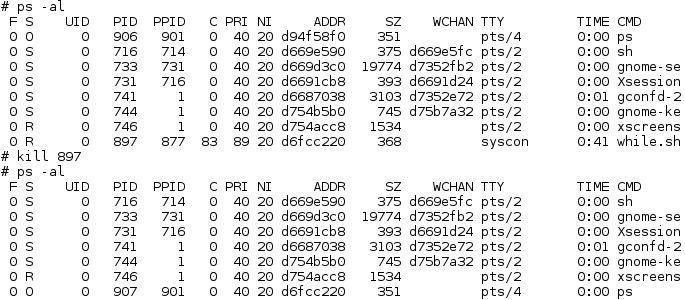 # ps -al
F S UID PID PPID C PRI NI ADDR SZ WCHAN TTY TIME CMD
0 O 0 906 901 0 40 20 d94f58f0 351 pts/4 0:00 ps
0 S 0 716 714 0 40 20 d669e590 375 d669e5fc pts/2 0:00 sh
0 S 0 733 731 0 40 20 d669d3c0 19774 d7352fb2 pts/2 0:00 gnome-se
0 S 0 731 716 0 40 20 d6691cb8 393 d6691d24 pts/2 0:00 Xsession
0 S 0 741 1 0 40 20 d6687038 3103 d7352e72 pts/2 0:01 gconfd-2
0 S 0 744 1 0 40 20 d754b5b0 745 d75b7a32 pts/2 0:00 gnome-ke
0 R 0 746 1 0 40 20 d754acc8 1534 pts/2 0:00 xscreens
0 R 0 897 877 83 89 20 d6fcc220 368 syscon 0:41 while.sh
# kill 897
# ps -al
F S UID PID PPID C PRI NI ADDR SZ WCHAN TTY TIME CMD
0 S 0 716 714 0 40 20 d669e590 375 d669e5fc pts/2 0:00 sh
0 S 0 733 731 0 40 20 d669d3c0 19774 d7352fb2 pts/2 0:00 gnome-se
0 S 0 731 716 0 40 20 d6691cb8 393 d6691d24 pts/2 0:00 Xsession
0 S 0 741 1 0 40 20 d6687038 3103 d7352e72 pts/2 0:01 gconfd-2
0 S 0 744 1 0 40 20 d754b5b0 745 d75b7a32 pts/2 0:00 gnome-ke
0 R 0 746 1 0 40 20 d754acc8 1534 pts/2 0:00 xscreens
0 O 0 907 901 0 40 20 d6fcc220 351 pts/4 0:00 ps